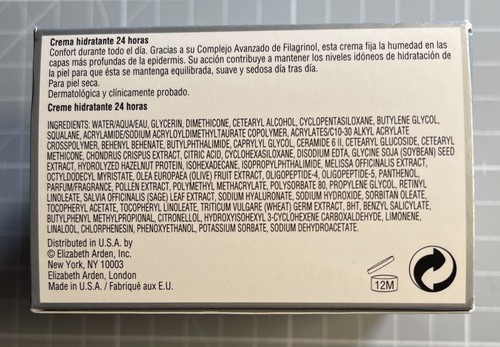 Crema hidratante 24 horas
Confort durante todo el día. Gracias a su Complejo Avanzado de Filagrinol, esta crema fija la humedad en las
capas más profundas de la epidermis. Su acción contribuye a mantener los niveles idóneos de hidratación de
la piel para que ésta se mantenga equilibrada, suave y sedosa día tras día.
Para piel seca.
Dermatológica y clínicamente probado.
Creme hidratante 24 horas
INGREDIENTS: WATER/AQUA/EAU, GLYCERIN, DIMETHICONE, CETEARYL ALCOHOL, CYCLOPENTASILOXANE, BUTYLENE GLYCOL,
SQUALANE, ACRYLAMIDE/SODIUM ACRYLOYLDIMETHYLTAURATE COPOLYMER, ACRYLATES/C10-30 ALKYL ACRYLATE
CROSSPOLYMER, BEHENYL BEHENATE, BUTYLPHTHALIMIDE, CAPRYLYL GLYCOL, CERAMIDE 6 II, CETEARYL GLUCOSIDE, CETEARYL
METHICONE, CHONDRUS CRISPUS EXTRACT, CITRIC ACID, CYCLOHEXASILOXANE, DISODIUM EDTA, GLYCINE SOJA (SOYBEAN) SEED
EXTRACT, HYDROLYZED HAZELNUT PROTEIN, ISOHEXADECANE, ISOPROPYLPHTHALIMIDE, MELISSA OFFICINALIS EXTRACT,
OCTYLDODECYL MYRISTATE, OLEA EUROPAEA (OLIVE) FRUIT EXTRACT, OLIGOPEPTIDE-4, OLIGOPEPTIDE-5, PANTHENOL,
PARFUM/FRAGRANCE, POLLEN EXTRACT, POLYMETHYL METHACRYLATE, POLYSORBATE 80, PROPYLENE GLYCOL, RETINYL
LINOLEATE, SALVIA OFFICINALIS (SAGE) LEAF EXTRACT, SODIUM HYALURONATE, SODIUM HYDROXIDE, SORBITAN OLEATE,
TOCOPHERYL ACETATE, TOCOPHERYL LINOLEATE, TRITICUM VULGARE (WHEAT) GERM EXTRACT, BHT, BENZYL SALICYLATE,
BUTYLPHENYL METHYLPROPIONAL, CITRONELLOL, HYDROXYISOHEXYL 3-CYCLOHEXENE CARBOXALDEHYDE, LIMONENE,
LINALOOL, CHLORPHENESIN, PHENOXYETHANOL, POTASSIUM SORBATE, SODIUM DEHYDROACETATE.
Distributed in U.S.A. by
© Elizabeth Arden, Inc.
New York, NY 10003
Elizabeth Arden, London
Made in U.S.A. / Fabriqué aux E.U.
12M